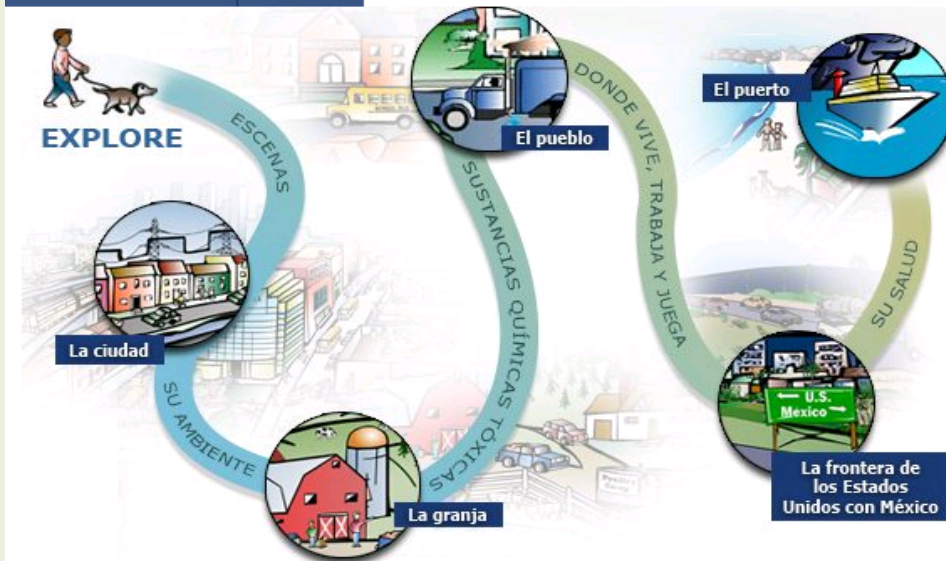 EXPLORE
ESCENAS
La ciudad
SU AMBIENTE
La granja
SUSTANCIAS QUÍMICAS TÓXICAS
El pueblo
DONDE VIVE, TRABAJA Y JUEGA
La frontera de
los Estados
Unidos con México
← U.S.
Mexico →
SU SALUD
El puerto